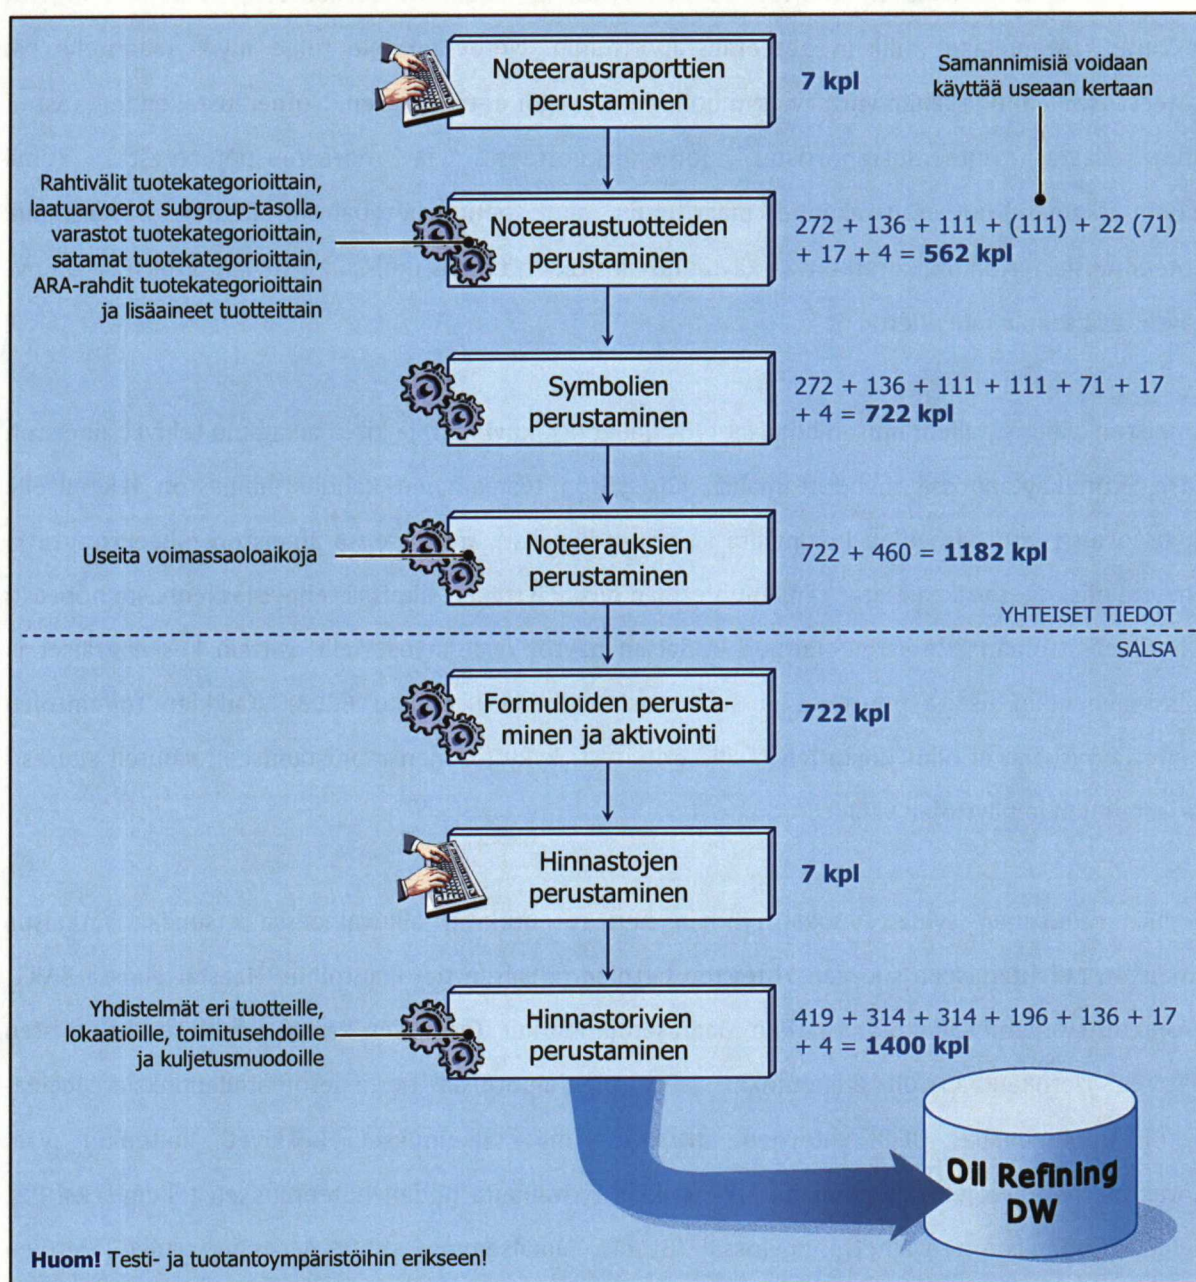 Noteerausraporttien
perustaminen
7 kpl
Samannimisiä voidaan
käyttää useaan kertaan
Rahtivälit tuotekategorioittain,
laatuarvoerot subgroup-tasolla,
varastot tuotekategorioittain,
satamat tuotekategorioittain,
ARA-rahdit tuotekategorioittain
ja lisäaineet tuotteittain
Noteeraustuotteiden
perustaminen
272 + 136 + 111 + (111) + 22 (71)
+ 17 + 4 = 562 kpl
Symbolien
perustaminen
272 + 136 + 111 + 111 + 71 + 17
+ 4 = 722 kpl
Useita voimassaoloaikoja
Noteerauksien
perustaminen
722 + 460 = 1182 kpl
YHTEISET TIEDOT
SALSA
Formuloiden perusta-
minen ja aktivointi
722 kpl
Hinnastojen
perustaminen
7 kpl
Yhdistelmät eri tuotteille,
lokaatioille, toimitusehdoille
ja kuljetusmuodoille
Hinnastorivien
perustaminen
419 + 314 + 314 + 196 + 136 + 17
+ 4 = 1400 kpl
Oil Refining
DW
Huom! Testi- ja tuotantoympäristöihin erikseen!